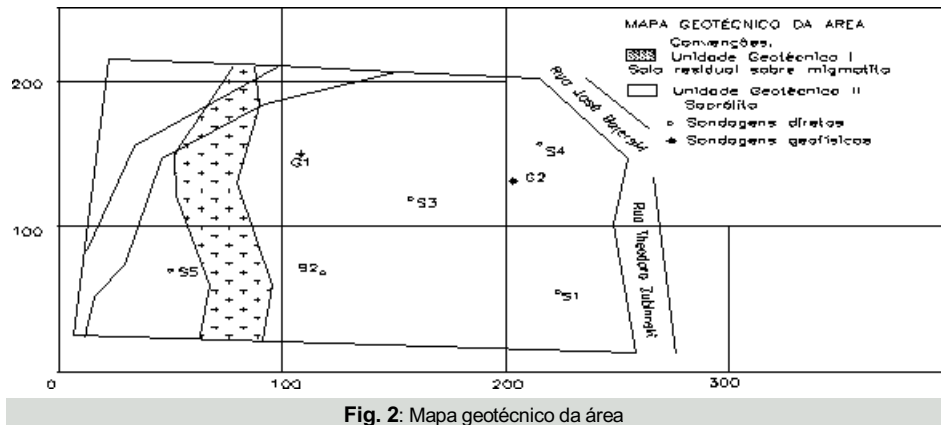 MAPA GEOTÉCNICO DA AREA
Convenções.
Unidade Geotécnico I
Solo residual sobre migmatito
Unidade Geotécnico II
Saprólito
Sondagens diretas
Sondagens geofísicas
Rua José
Rua Theodoro
200
100
G1
S4
G2
S3
S5
S2
S1
0
100
200
300
Fig. 2: Mapa geotécnico da área